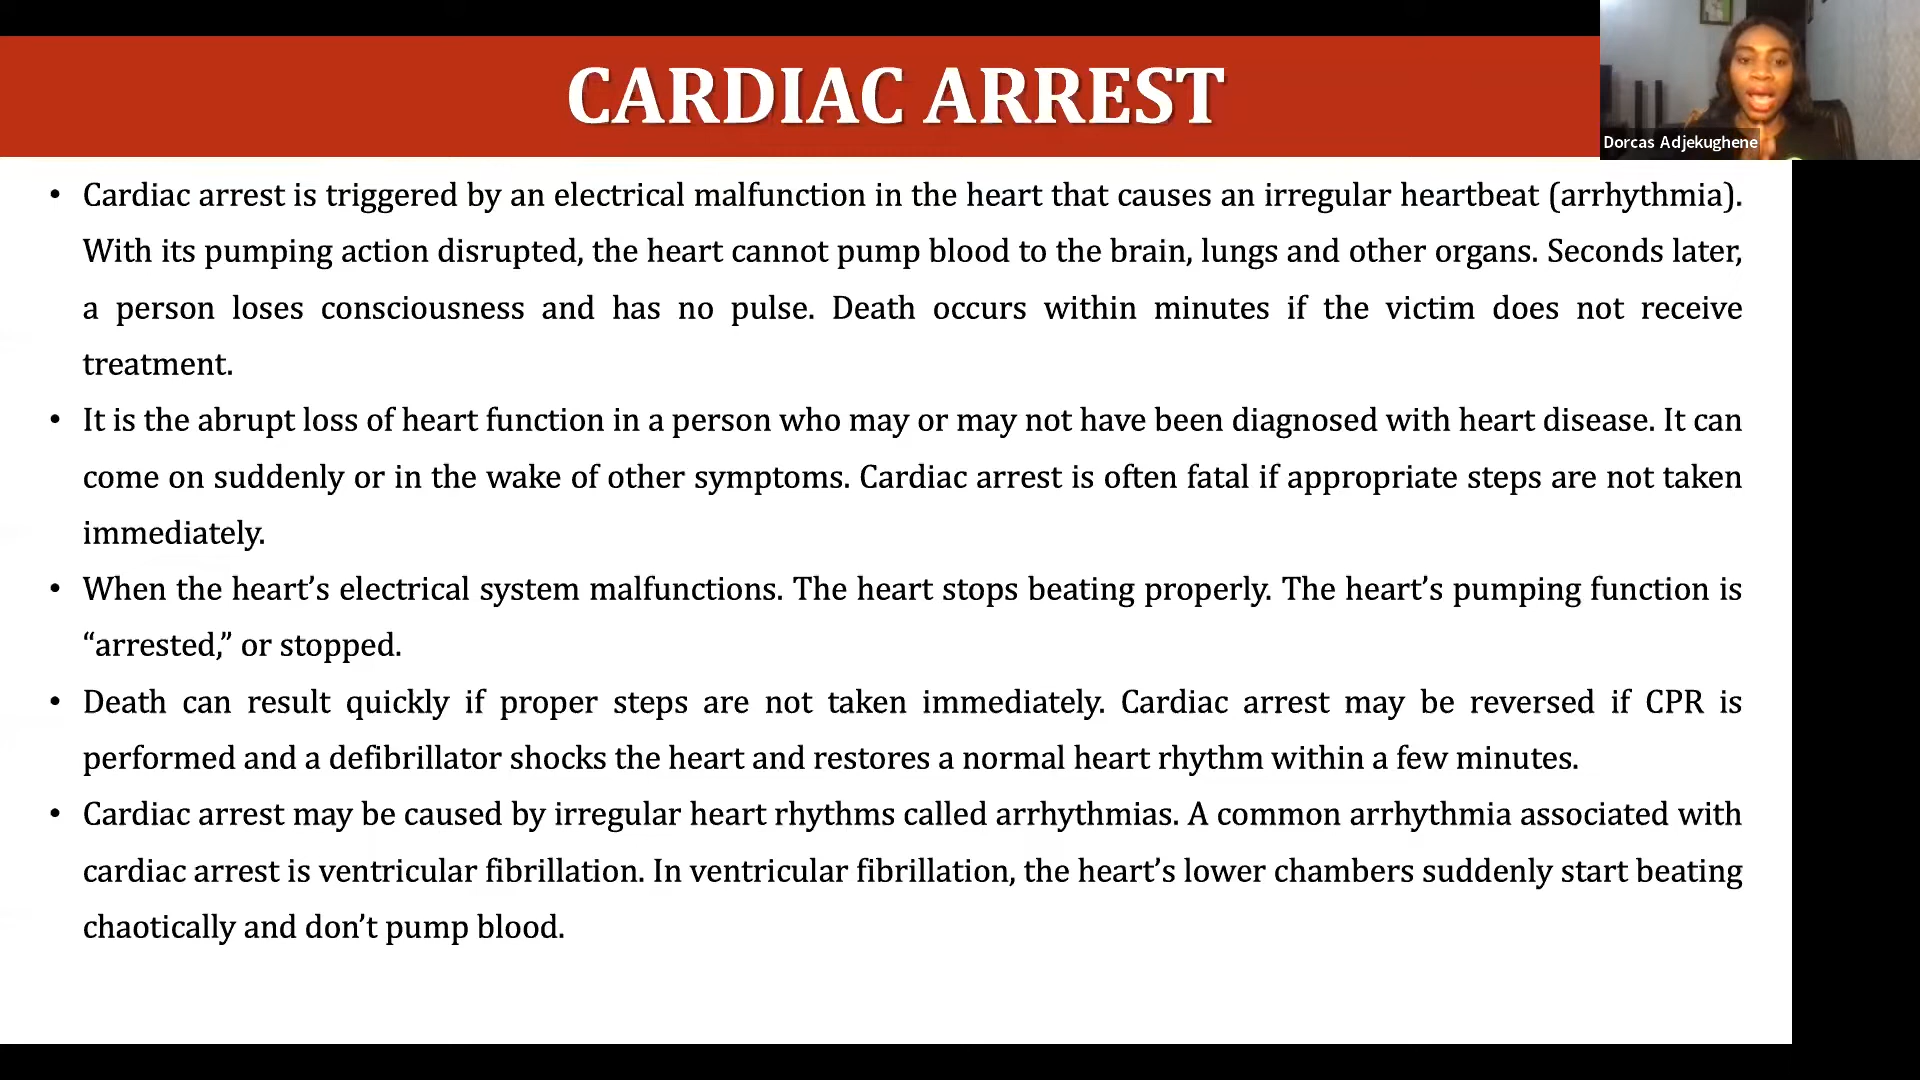 CARDIAC ARREST
Dorcas Adjekughene
• Cardiac arrest is triggered by an electrical malfunction in the heart that causes an irregular heartbeat (arrhythmia).
With its pumping action disrupted, the heart cannot pump blood to the brain, lungs and other organs. Seconds later,
a person loses consciousness and has no pulse. Death occurs within minutes if the victim does not receive
treatment.
• It is the abrupt loss of heart function in a person who may or may not have been diagnosed with heart disease. It can
come on suddenly or in the wake of other symptoms. Cardiac arrest is often fatal if appropriate steps are not taken
immediately.
• When the heart’s electrical system malfunctions. The heart stops beating properly. The heart’s pumping function is
“arrested,” or stopped.
• Death can result quickly if proper steps are not taken immediately. Cardiac arrest may be reversed if CPR is
performed and a defibrillator shocks the heart and restores a normal heart rhythm within a few minutes.
• Cardiac arrest may be caused by irregular heart rhythms called arrhythmias. A common arrhythmia associated with
cardiac arrest is ventricular fibrillation. In ventricular fibrillation, the heart’s lower chambers suddenly start beating
chaotically and don’t pump blood.